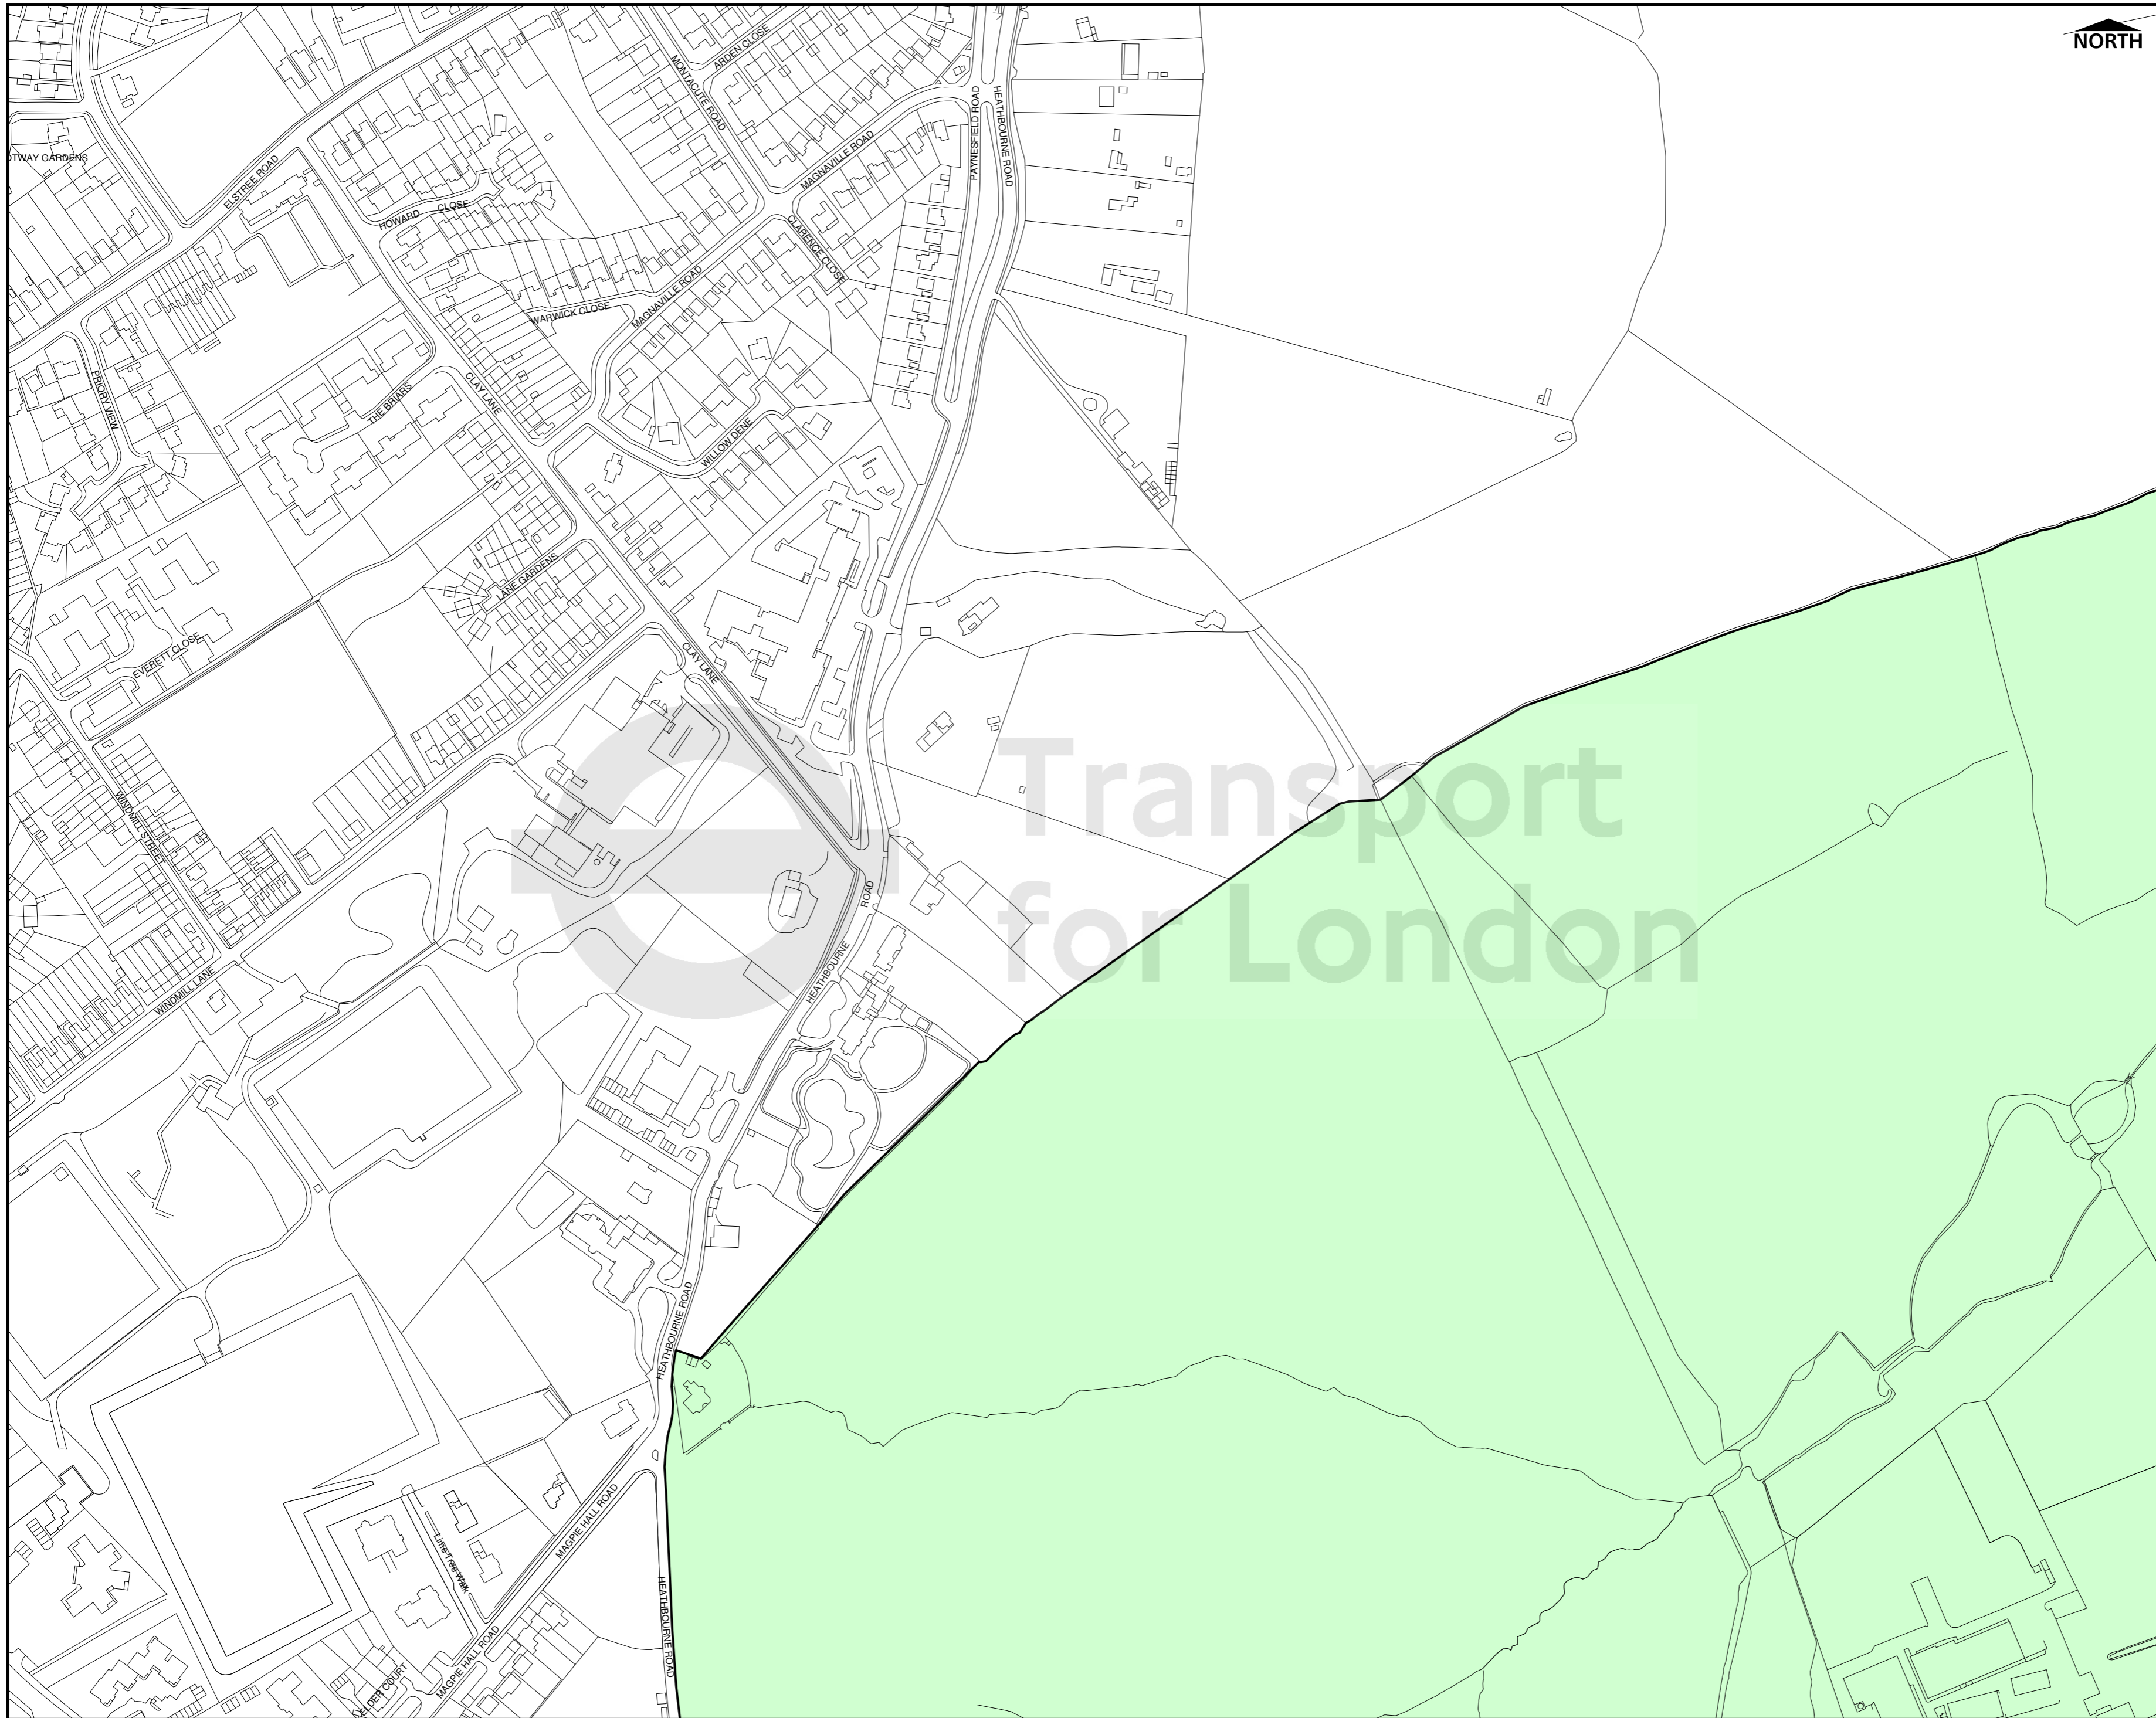 NORTH
ARDEN CLOSE
MONTACUTE ROAD
PAYNESFIELD ROAD
HEATHBOURNE ROAD
OTWAY GARDENS
ELSTREE ROAD
MAGNAVILLE ROAD
HOWARD CLOSE
CLARENCE CLOSE
MAGNAVILLE ROAD
WARWICK CLOSE
PRIORY VIEW
THE BRIARS
CLAY LANE
WILLOW DENE
LANE GARDENS
EVERETT CLOSE
CLAY LANE
Transport
for London
WINDMILL STREET
HEATHBOURNE ROAD
WINDMILL LANE
HEATHBOURNE ROAD
MAGPIE HALL ROAD
Lime Tree Walk
HEATHBOURNE ROAD
MAGPIE HALL ROAD
ELDER COURT